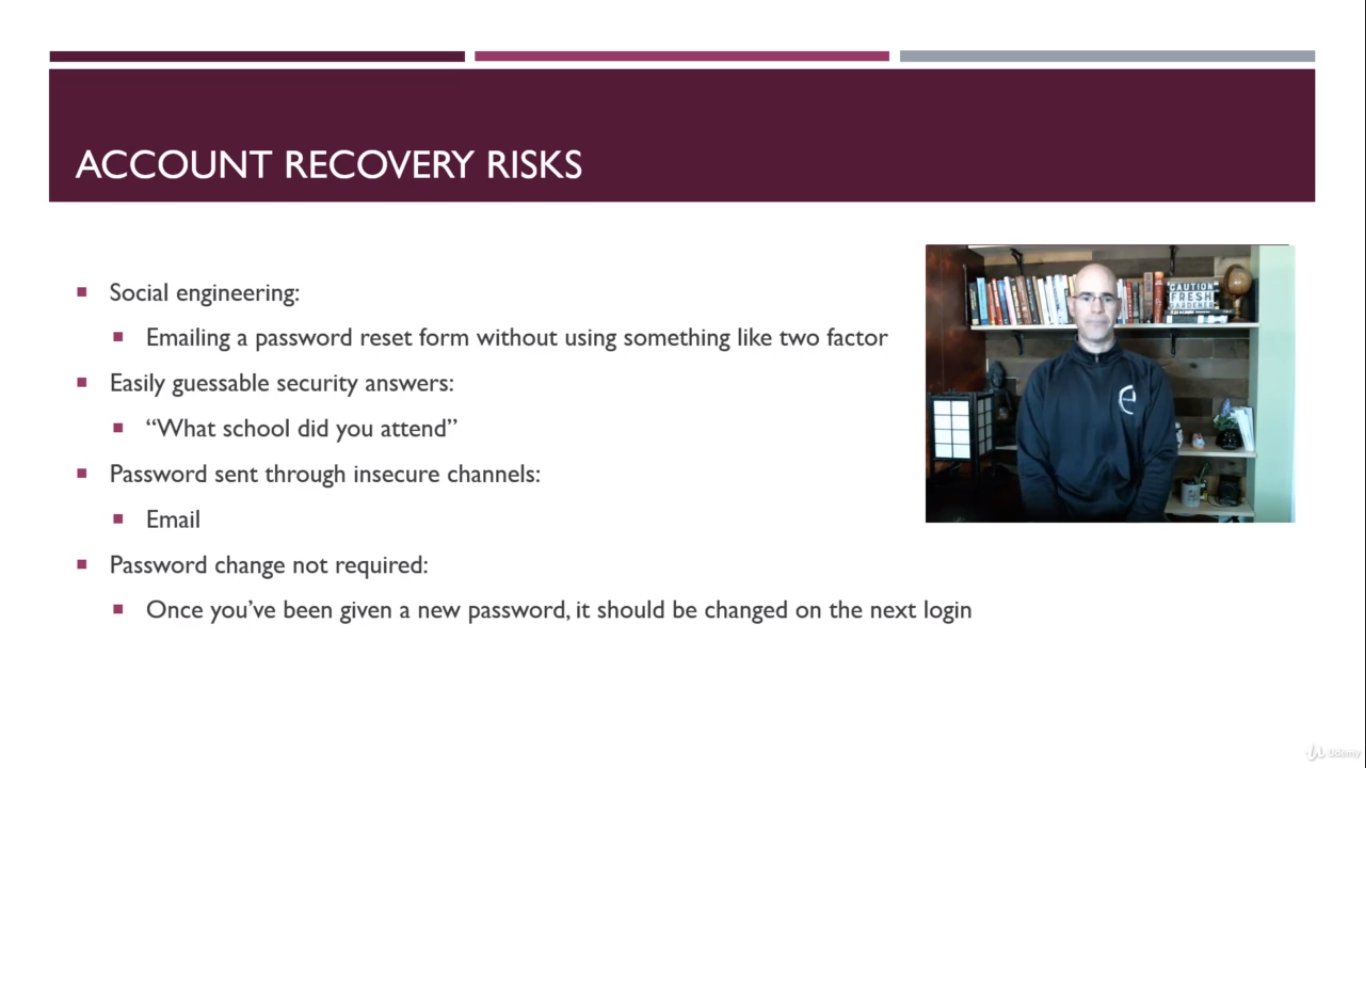 ACCOUNT RECOVERY RISKS
Social engineering:
Emailing a password reset form without using something like two factor
Easily guessable security answers:
“What school did you attend”
Password sent through insecure channels:
Email
Password change not required:
Once you’ve been given a new password, it should be changed on the next login
CAUTION
FRESH
GARDENER
Udemy